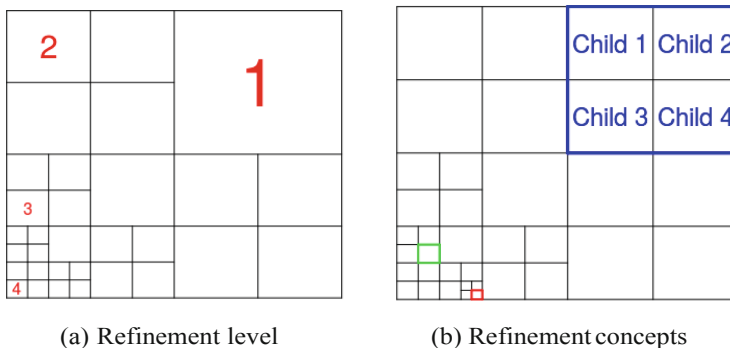 2
1
3
4
Child 1 Child 2
Child 3 Child 4
(a) Refinement level
(b) Refinement concepts